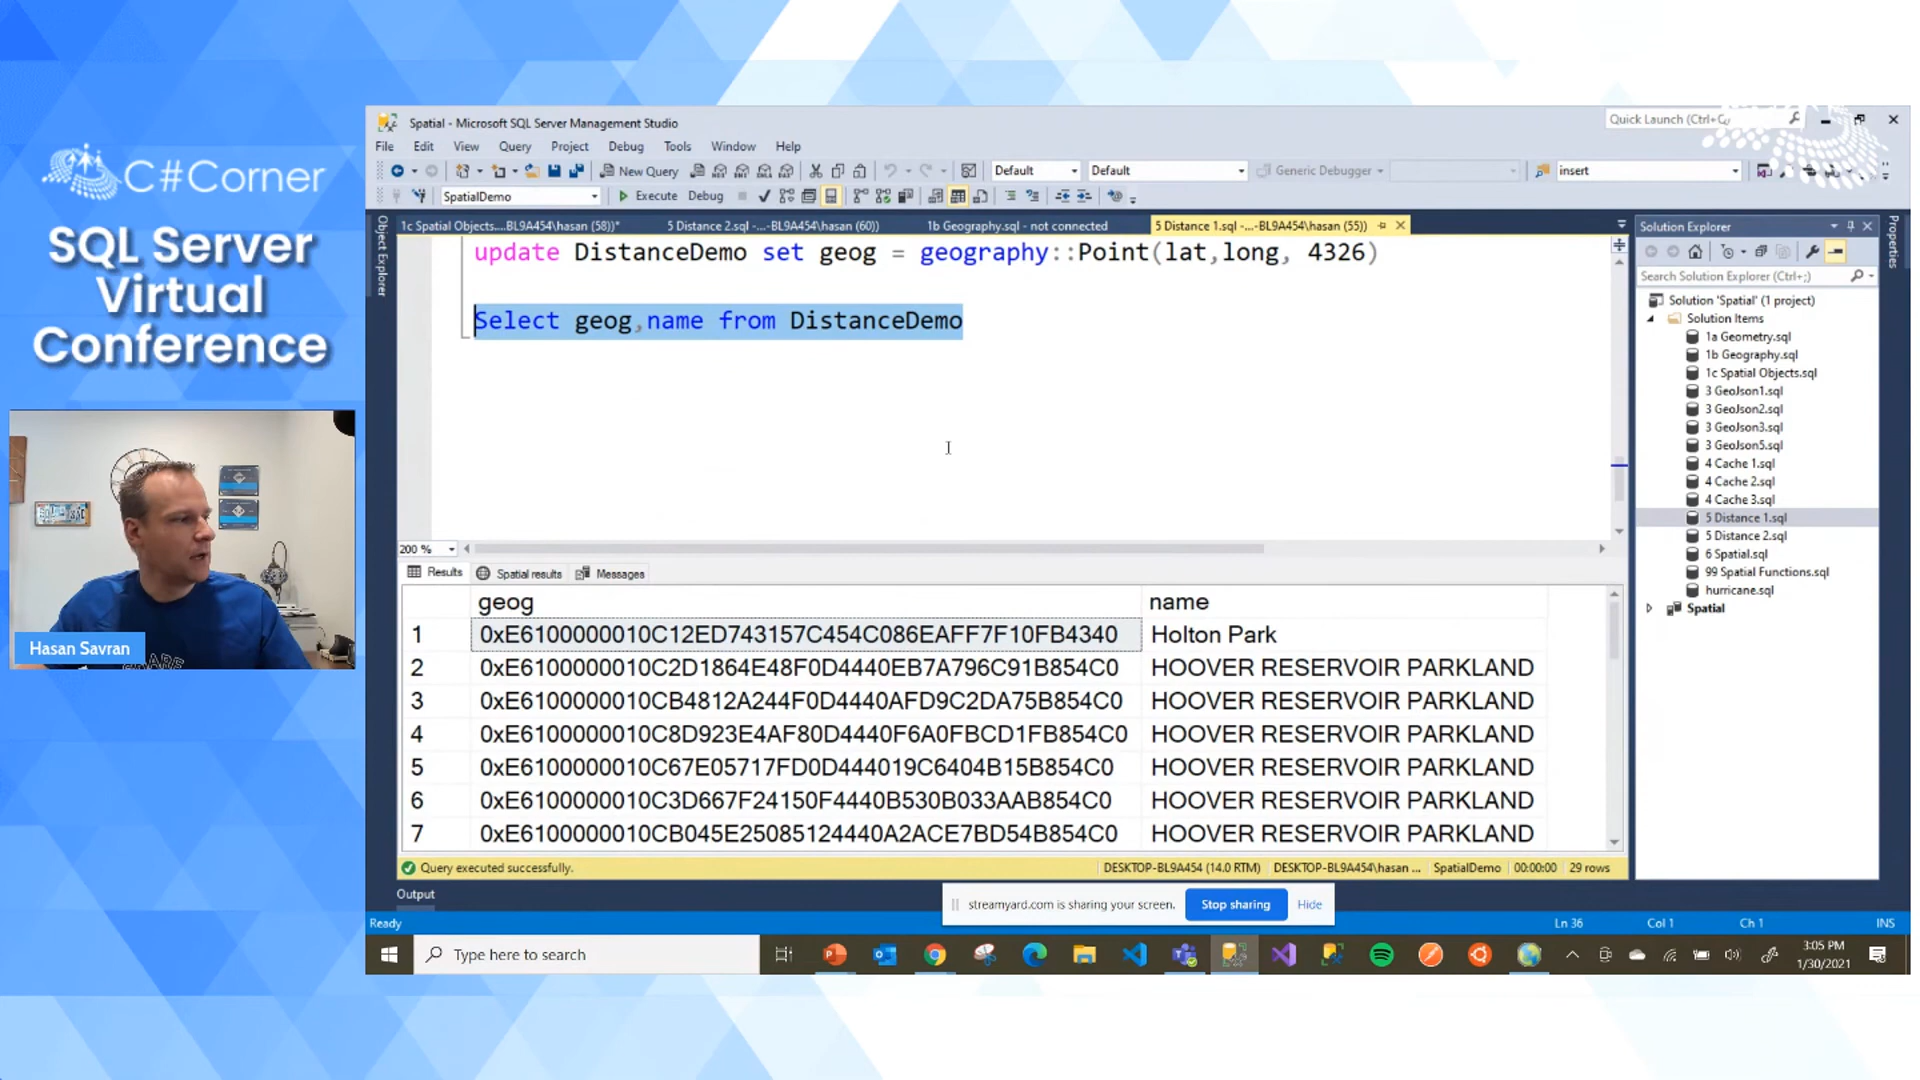 C#Corner
SQL Server
Virtual
Conference
Hasan Savran
Spatial - Microsoft SQL Server Management Studio
Quick Launch (Ctrl+
File Edit View Query Project Debug Tools Window Help
New Query Default Default Generic Debugger insert
SpatialDemo Execute Debug
1c Spatial Objects....BL9A454\hasan (58))* 5 Distance 2.sql -...-BL9A454\hasan (60)) 1b Geography.sql - not connected 5 Distance 1.sql -...-BL9A454\hasan (55))
Object Explorer
update DistanceDemo set geog = geography::Point(lat,long, 4326)
Select geog,name from DistanceDemo
200 %
Results Spatial results Messages
geog name
1 0xE6100000010C12ED743157C454C086EAFF7F10FB4340 Holton Park
2 0xE6100000010C2D1864E48F0D4440EB7A796C91B854C0 HOOVER RESERVOIR PARKLAND
3 0xE6100000010CB4812A244F0D4440AFD9C2DA75B854C0 HOOVER RESERVOIR PARKLAND
4 0xE6100000010C8D923E4AF80D4440F6A0FBCD1FB854C0 HOOVER RESERVOIR PARKLAND
5 0xE6100000010C67E05717FD0D444019C6404B15B854C0 HOOVER RESERVOIR PARKLAND
6 0xE6100000010C3D667F24150F4440B530B033AAB854C0 HOOVER RESERVOIR PARKLAND
7 0xE6100000010CB045E25085124440A2ACE7BD54B854C0 HOOVER RESERVOIR PARKLAND
Query executed successfully. DESKTOP-BL9A454 (14.0 RTM) DESKTOP-BL9A454\hasan ... SpatialDemo 00:00:00 29 rows
Solution Explorer
Search Solution Explorer (Ctrl+;)
Solution 'Spatial' (1 project)
Solution Items
1a Geometry.sql
1b Geography.sql
1c Spatial Objects.sql
3 GeoJson1.sql
3 GeoJson2.sql
3 GeoJson3.sql
3 GeoJson5.sql
4 Cache 1.sql
4 Cache 2.sql
4 Cache 3.sql
5 Distance 1.sql
5 Distance 2.sql
6 Spatial.sql
99 Spatial Functions.sql
hurricane.sql
Spatial
Properties
Output
streamyard.com is sharing your screen. Stop sharing Hide
Ready Ln 36 Col 1 Ch 1 INS
Type here to search
3:05 PM
1/30/2021